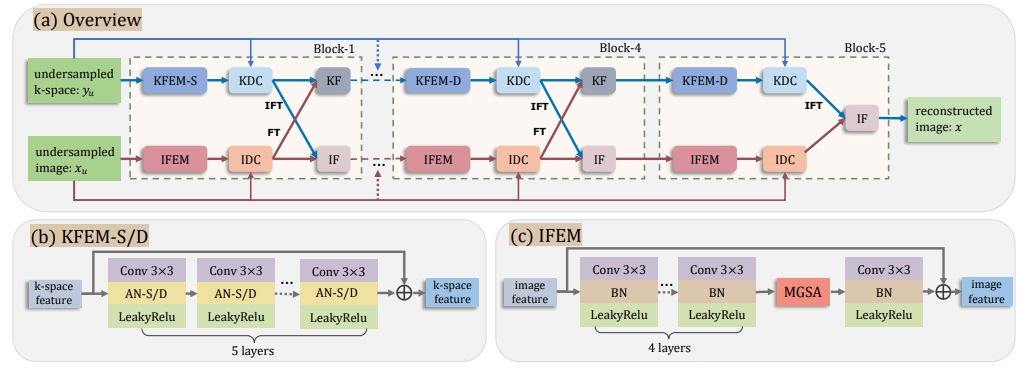 (a) Overview
Block-1
Block-4
Block-5
undersampled
k-space: yᵤ
KFEM-S
KDC
KF
...
KFEM-D
KDC
KF
KFEM-D
KDC
IFT
FT
IFT
FT
IFT
IF
reconstructed
image: x
undersampled
image: xᵤ
IFEM
IDC
IF
...
IFEM
IDC
IF
IFEM
IDC
(b) KFEM-S/D
k-space
feature
Conv 3×3
AN-S/D
LeakyRelu
Conv 3×3
AN-S/D
LeakyRelu
...
Conv 3×3
AN-S/D
LeakyRelu
k-space
feature
5 layers
(c) IFEM
image
feature
Conv 3×3
BN
LeakyRelu
...
Conv 3×3
BN
LeakyRelu
MGSA
Conv 3×3
BN
LeakyRelu
image
feature
4 layers